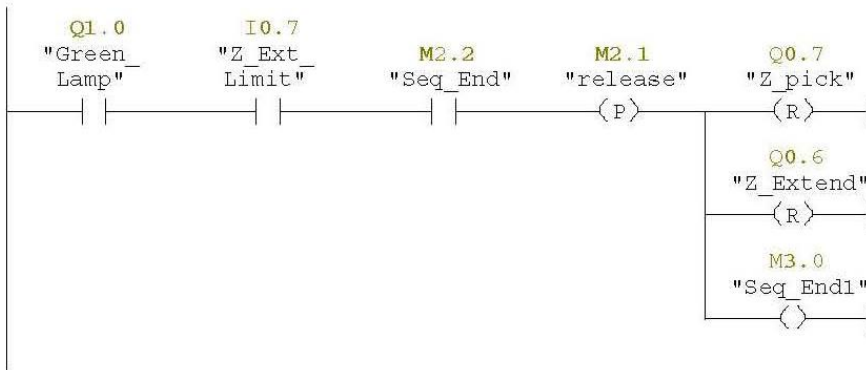 Q1.0 I0.7
"Green_ "Z_Ext_ M2.2 M2.1 Q0.7
Lamp" Limit" "Seq_End" "release" "Z_pick"
P R
Q0.6
"Z_Extend"
R
M3.0
"Seq_End1"